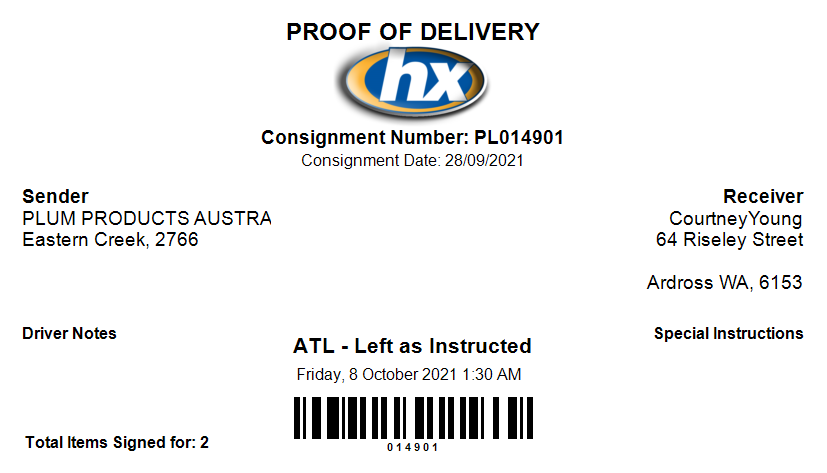 PROOF OF DELIVERY
hx
Consignment Number: PL014901
Consignment Date: 28/09/2021
Sender
PLUM PRODUCTS AUSTRA
Eastern Creek, 2766
Receiver
CourtneyYoung
64 Riseley Street
Ardross WA, 6153
Driver Notes
Special Instructions
ATL - Left as Instructed
Friday, 8 October 2021 1:30 AM
014901
Total Items Signed for: 2